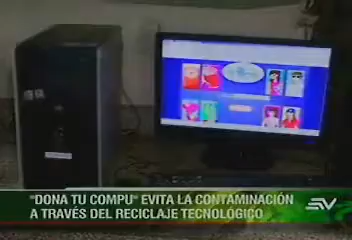 "DONA TU COMPU" EVITA LA CONTAMINACIÓN
A TRAVÉS DEL RECICLAJE TECNOLÓGICO